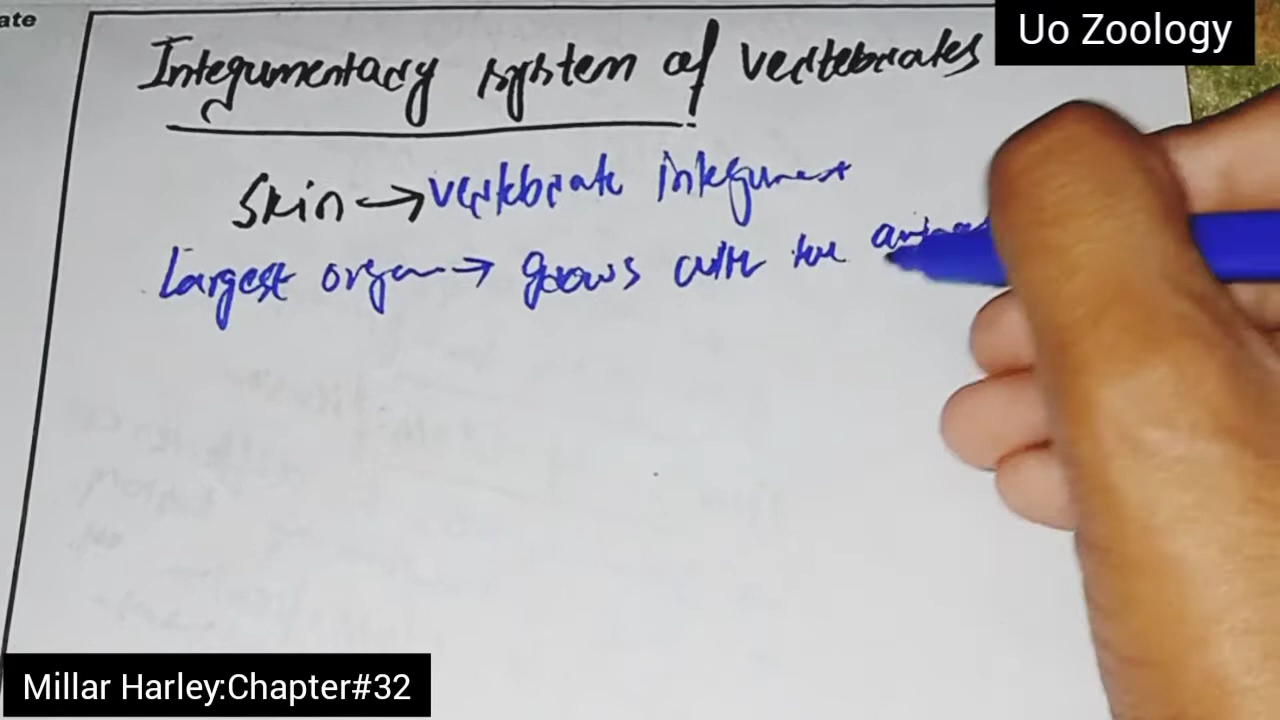 ate
Uo Zoology
Integumentary system of vertebrates
Skin → vertebrate integument
Largest organ → grows with the
Millar Harley:Chapter#32